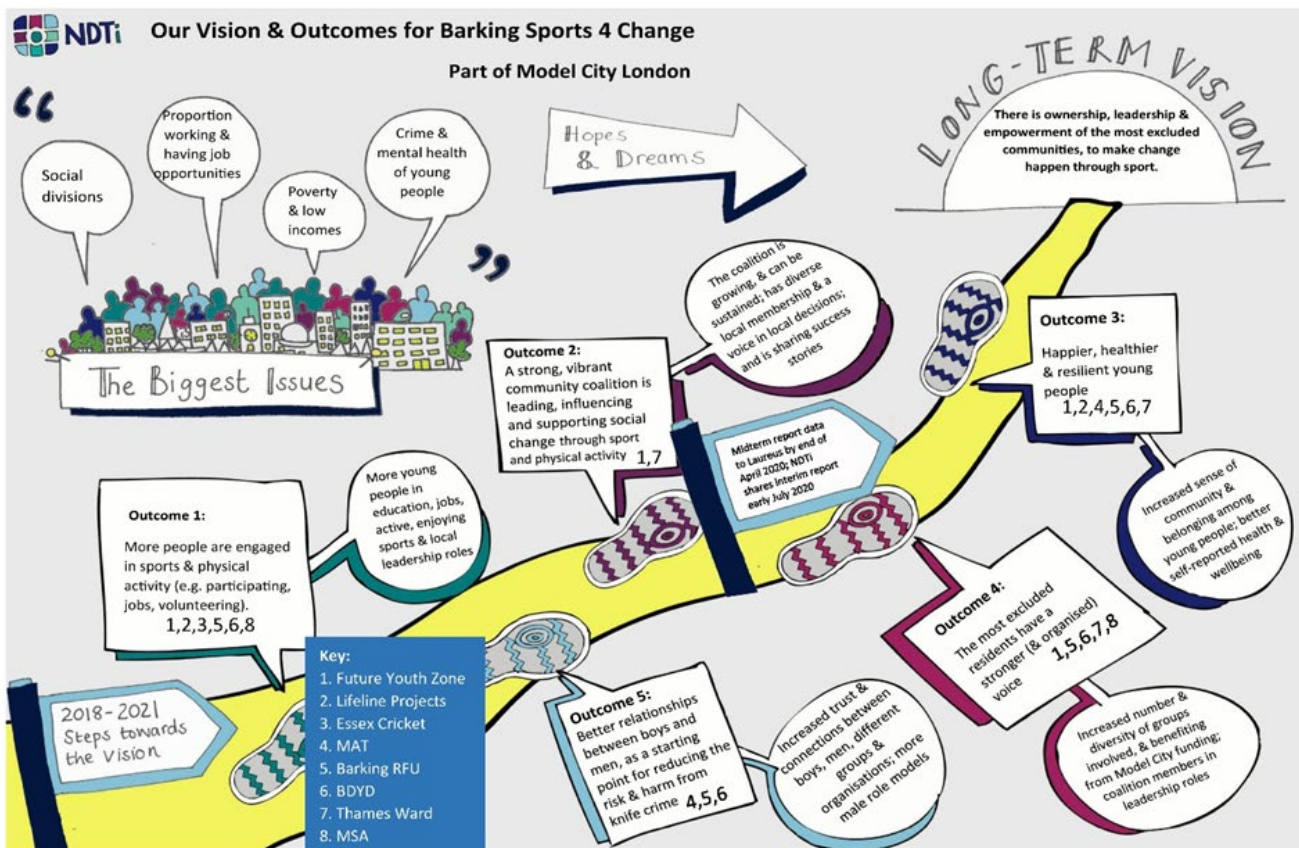 NDTi
Our Vision & Outcomes for Barking Sports 4 Change
Part of Model City London
“
Social
divisions
Proportion
working &
having job
opportunities
Poverty
& low
incomes
Crime &
mental health
of young
people
”
The Biggest Issues
Hopes
& Dreams
LONG-TERM VISION
There is ownership, leadership &
empowerment of the most excluded
communities, to make change
happen through sport.
2018-2021
Steps towards
the Vision
Outcome 1:
More people are engaged
in sports & physical
activity (e.g. participating,
jobs, volunteering).
1,2,3,5,6,8
More young
people in
education, jobs,
active, enjoying
sports & local
leadership roles
Outcome 2:
A strong, vibrant
community coalition is
leading, influencing
and supporting social
change through sport
and physical activity 1,7
The coalition is
growing, & can be
sustained; has diverse
local membership & a
voice in local decisions;
and is sharing success
stories
Midterm report data
to Laureus by end of
April 2020; NDTi
shares interim report
early July 2020
Outcome 3:
Happier, healthier
& resilient young
people
1,2,4,5,6,7
Increased sense of
community &
belonging among
young people; better
self-reported health &
wellbeing
Outcome 4:
The most excluded
residents have a
stronger (& organised)
voice 1,5,6,7,8
Increased number &
diversity of groups
involved, & benefiting
from Model City funding;
coalition members in
leadership roles
Outcome 5:
Better relationships
between boys and
men, as a starting
point for reducing the
risk & harm from
knife crime 4,5,6
Increased trust &
connections between
boys, men, different
groups &
organisations; more
male role models
Key:
1. Future Youth Zone
2. Lifeline Projects
3. Essex Cricket
4. MAT
5. Barking RFU
6. BDYD
7. Thames Ward
8. MSA